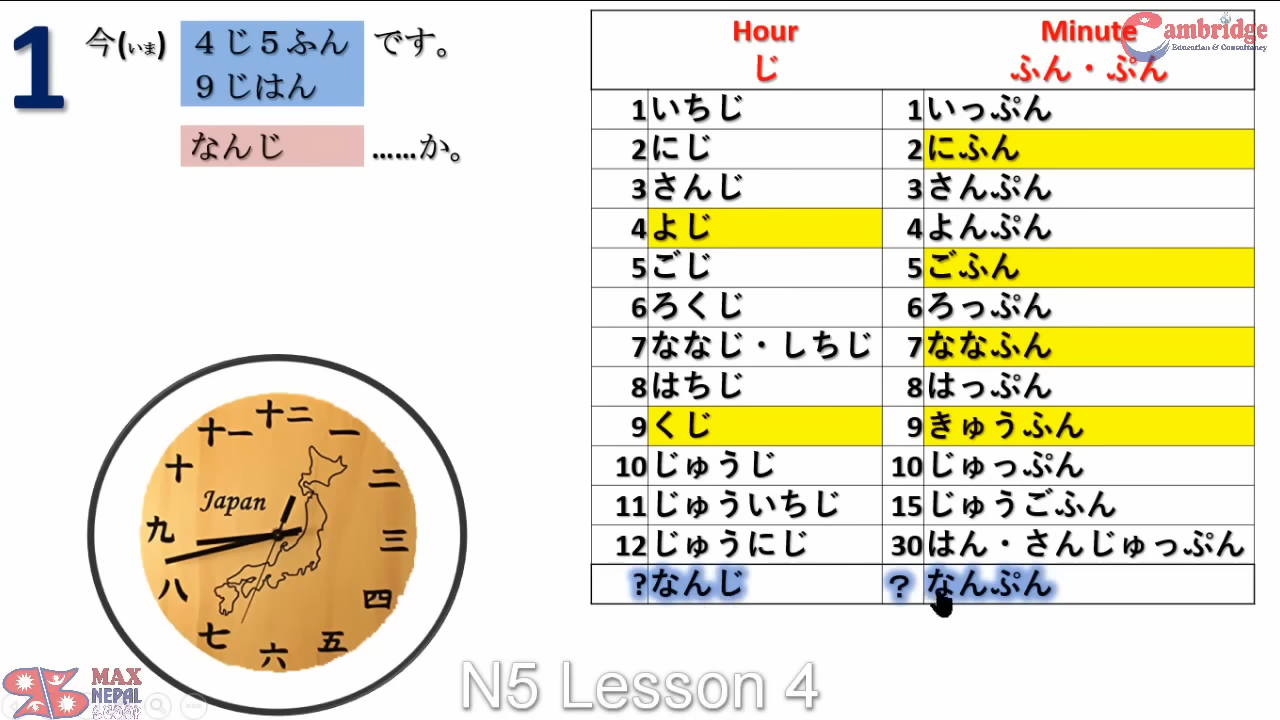 1
今(いま) 4じ5ふん です。
9じはん
なんじ ……か。
Hour Minute
じ ふん・ぷん
1 いちじ 1 いっぷん
2 にじ 2 にふん
3 さんじ 3 さんぷん
4 よじ 4 よんぷん
5 ごじ 5 ごふん
6 ろくじ 6 ろっぷん
7 ななじ・しちじ 7 ななふん
8 はちじ 8 はっぷん
9 くじ 9 きゅうふん
10 じゅうじ 10 じゅっぷん
11 じゅういちじ 15 じゅうごふん
12 じゅうにじ 30 はん・さんじゅっぷん
? なんじ ? なんぷん
Cambridge
Education & Consultancy
十二
十一 一
十 二
Japan
九 三
八 四
七 五
六
MAX
NEPAL
N5 Lesson 4